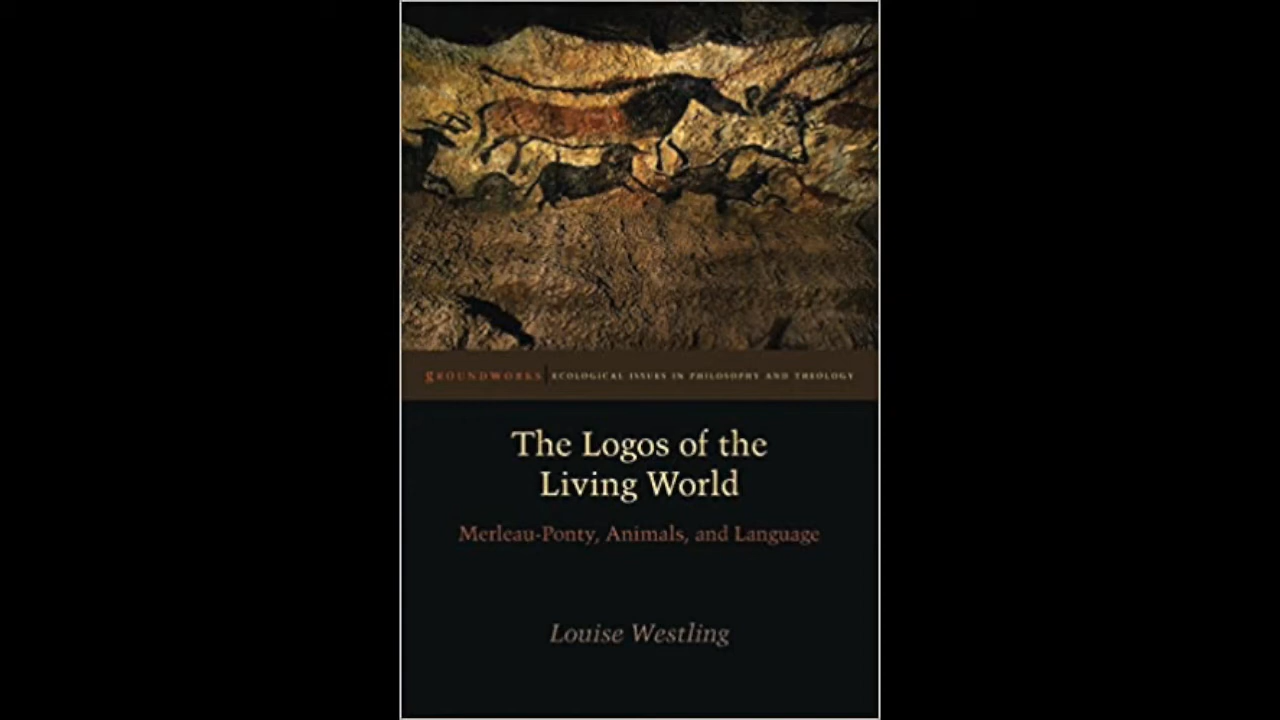 GROUNDWORKS | ECOLOGICAL ISSUES IN PHILOSOPHY AND THEOLOGY
The Logos of the
Living World
Merleau-Ponty, Animals, and Language
Louise Westling